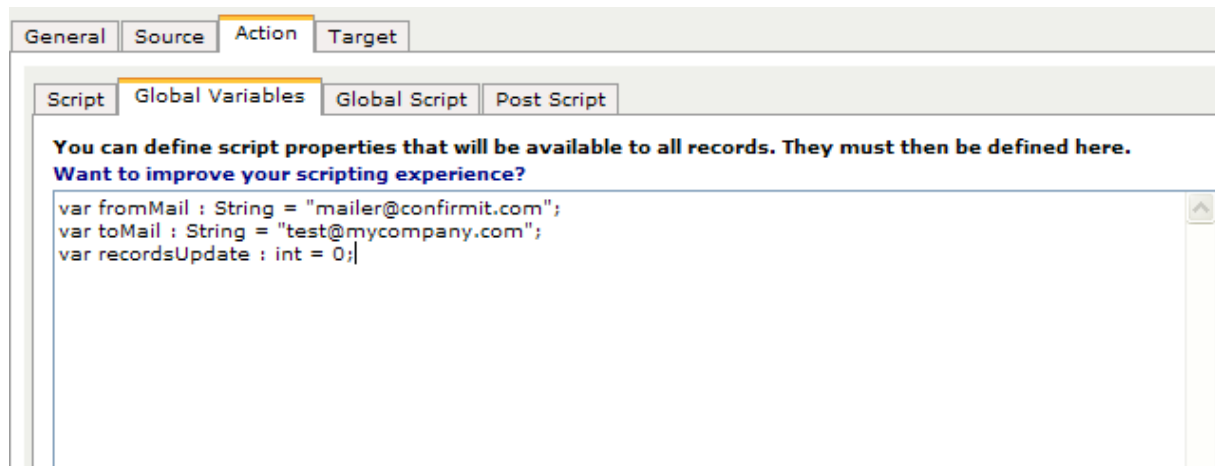 General Source Action Target
Script Global Variables Global Script Post Script
You can define script properties that will be available to all records. They must then be defined here.
Want to improve your scripting experience?
var fromMail : String = "mailer@confirmit.com";
var toMail : String = "test@mycompany.com";
var recordsUpdate : int = 0;